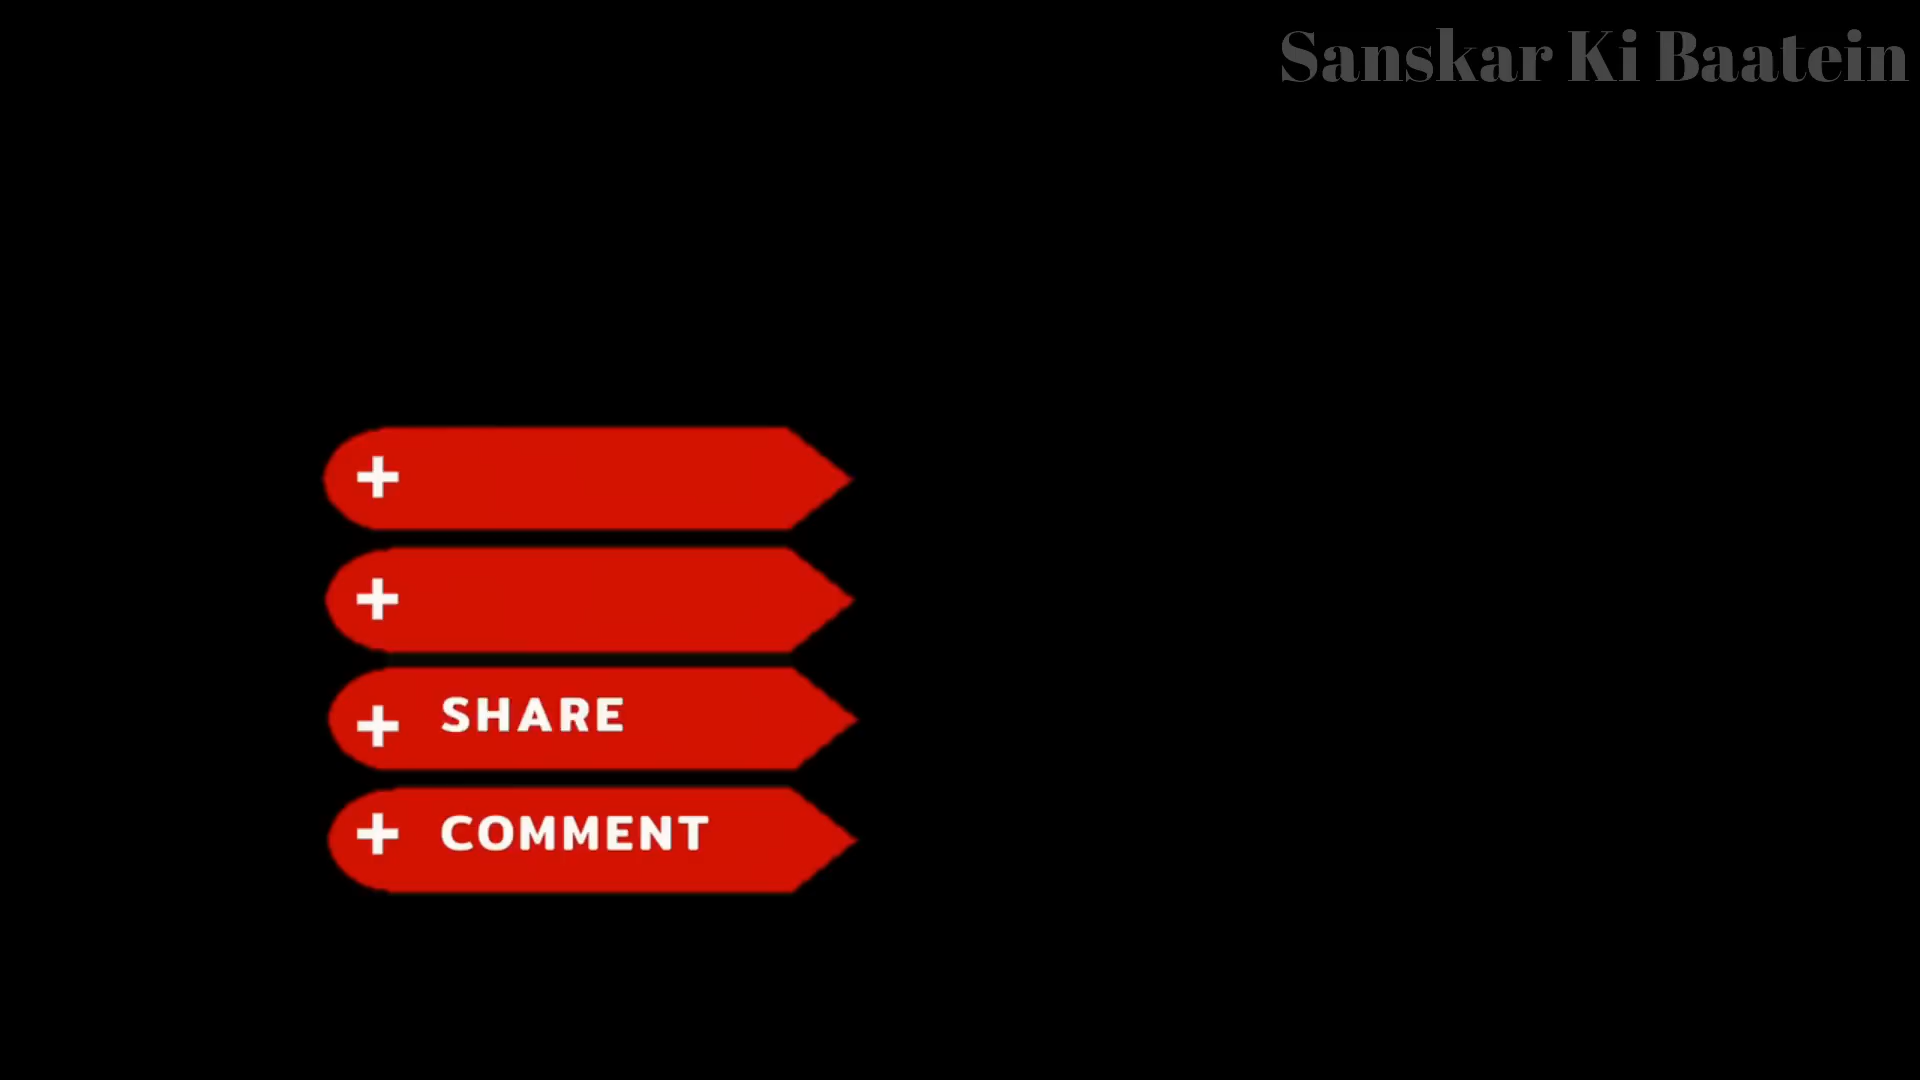 Sanskar Ki Baatein
+
+
+ SHARE
+ COMMENT